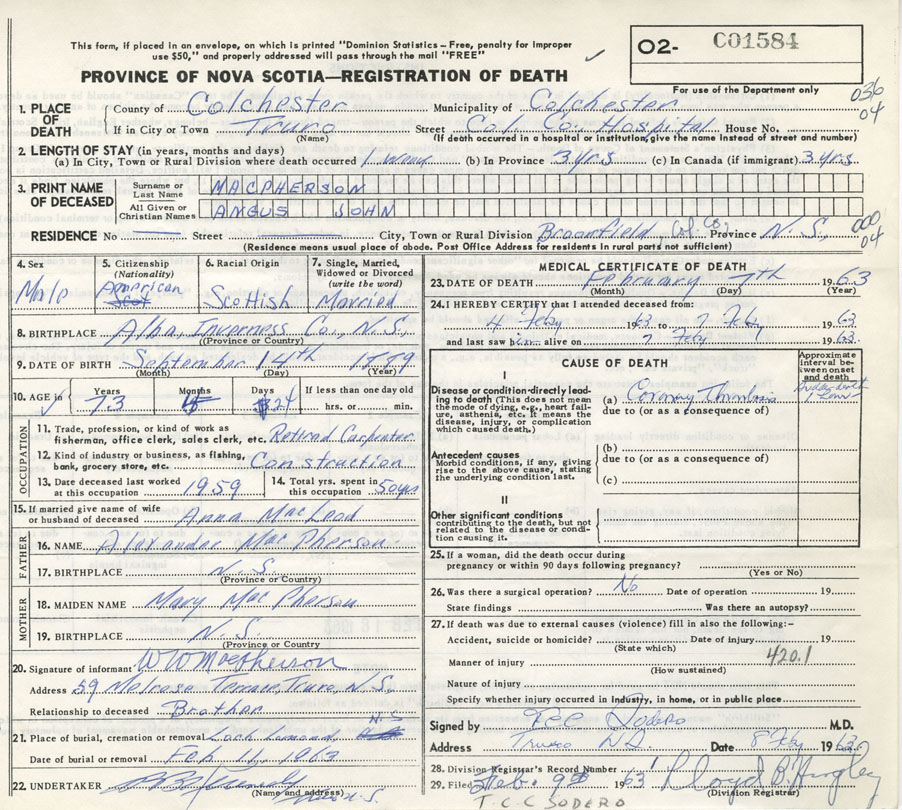 This form, if placed in an envelope, on which is printed "Dominion Statistics – Free, penalty for improper
use $50," and properly addressed will pass through the mail "FREE"
O2- C01584
PROVINCE OF NOVA SCOTIA—REGISTRATION OF DEATH
For use of the Department only
036
04
1. PLACE OF DEATH
County of Colchester Municipality of Colchester
If in City or Town Truro (Name) Street Col. Co. Hospital House No.
(If death occurred in a hospital or institution, give the name instead of street and number)
2. LENGTH OF STAY (in years, months and days)
(a) In City, Town or Rural Division where death occurred 1 week (b) In Province 3 yrs (c) In Canada (if immigrant) 3 yrs
3. PRINT NAME OF DECEASED
Surname or Last Name MACPHERSON
All Given or Christian Names ANGUS JOHN
RESIDENCE No Street City, Town or Rural Division Broomfield, Col. Co. Province N.S.
000
04
(Residence means usual place of abode. Post Office Address for residents in rural parts not sufficient)
4. Sex Male
5. Citizenship (Nationality) American
6. Racial Origin Scottish
7. Single, Married, Widowed or Divorced (write the word) Married
8. BIRTHPLACE Alba, Inverness Co., N.S.
(Province or Country)
9. DATE OF BIRTH September 14th 1889
(Month) (Day) (Year)
10. AGE in Years 73 Months 4 Days 24 If less than one day old hrs. or min.
OCCUPATION
11. Trade, profession, or kind of work as
fisherman, office clerk, sales clerk, etc. Retired Carpenter
12. Kind of industry or business, as fishing,
bank, grocery store, etc. Construction
13. Date deceased last worked
at this occupation 1959
14. Total yrs. spent in
this occupation 50 yrs
15. If married give name of wife
or husband of deceased Anna MacLeod
FATHER
16. NAME Alexander MacPherson
17. BIRTHPLACE N.S.
(Province or Country)
MOTHER
18. MAIDEN NAME Mary MacPherson
19. BIRTHPLACE N.S.
(Province or Country)
20. Signature of informant W W MacPherson
Address 59 Melrose Terrace, Truro, N.S.
Relationship to deceased Brother
21. Place of burial, cremation or removal Loch Lomond N.S.
Date of burial or removal Feb 11, 1963
22. UNDERTAKER
(Name and address)
MEDICAL CERTIFICATE OF DEATH
23. DATE OF DEATH February 7th 1963
(Month) (Day) (Year)
24. I HEREBY CERTIFY that I attended deceased from:
4 Feby 1963 to 7 Feby 1963
and last saw him alive on 7 Feby 1963
CAUSE OF DEATH
Approximate interval between onset and death
I
Disease or condition directly leading
to death (This does not mean
the mode of dying, e.g., heart failure,
asthenia, etc. It means the
disease, injury, or complication
which caused death.)
(a) Coronary Thrombosis
due to (or as a consequence of)
Antecedent causes
Morbid conditions, if any, giving
rise to the above cause, stating
the underlying condition last.
(b)
due to (or as a consequence of)
(c)
II
Other significant conditions
contributing to the death, but not
related to the disease or condition
causing it.
25. If a woman, did the death occur during
pregnancy or within 90 days following pregnancy?
(Yes or No)
26. Was there a surgical operation? No Date of operation 19
State findings Was there an autopsy?
27. If death was due to external causes (violence) fill in also the following:–
Accident, suicide or homicide? Date of injury 19
(State which)
Manner of injury 420.1
(How sustained)
Nature of injury
Specify whether injury occurred in industry, in home, or in public place
Signed by TCC Sodero M.D.
Address Truro N.S. Date 8 Feby 1963
28. Division Registrar's Record Number
29. Filed Feb. 9th 1963
(Division Registrar)
T.C.C SODERO